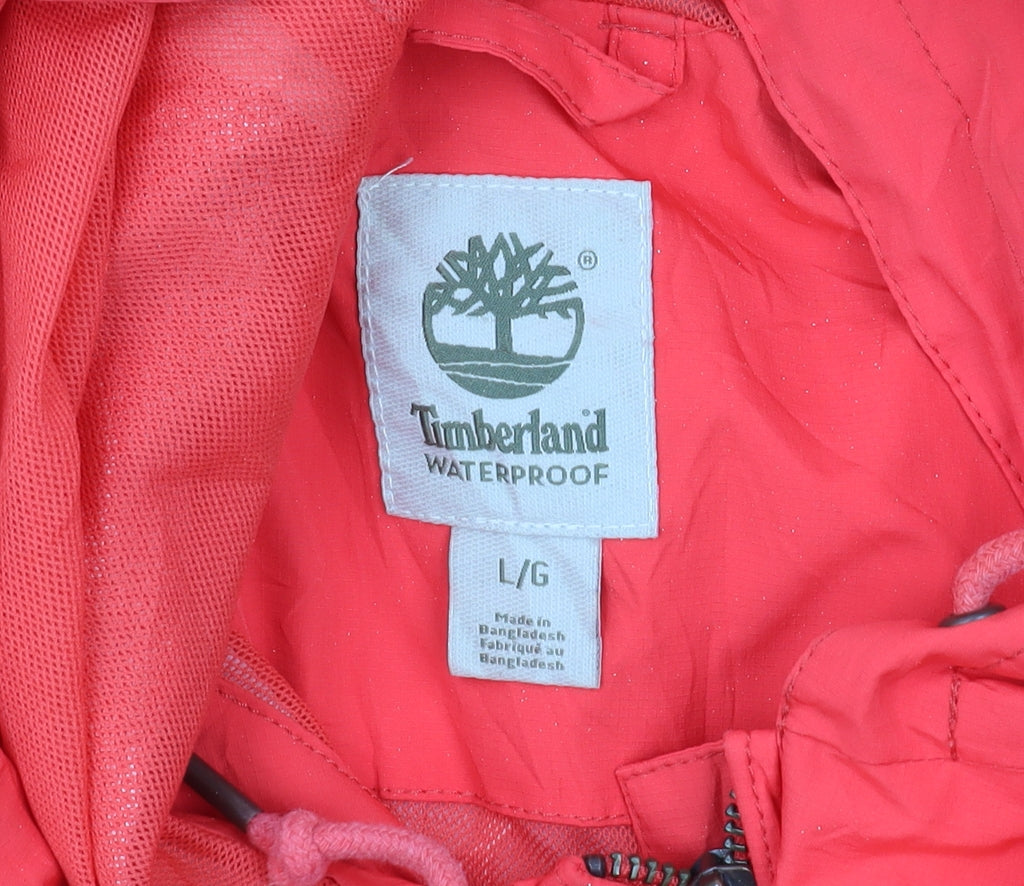 ®
Timberland
WATERPROOF
L/G
Made in
Bangladesh
Fabriqué au
Bangladesh